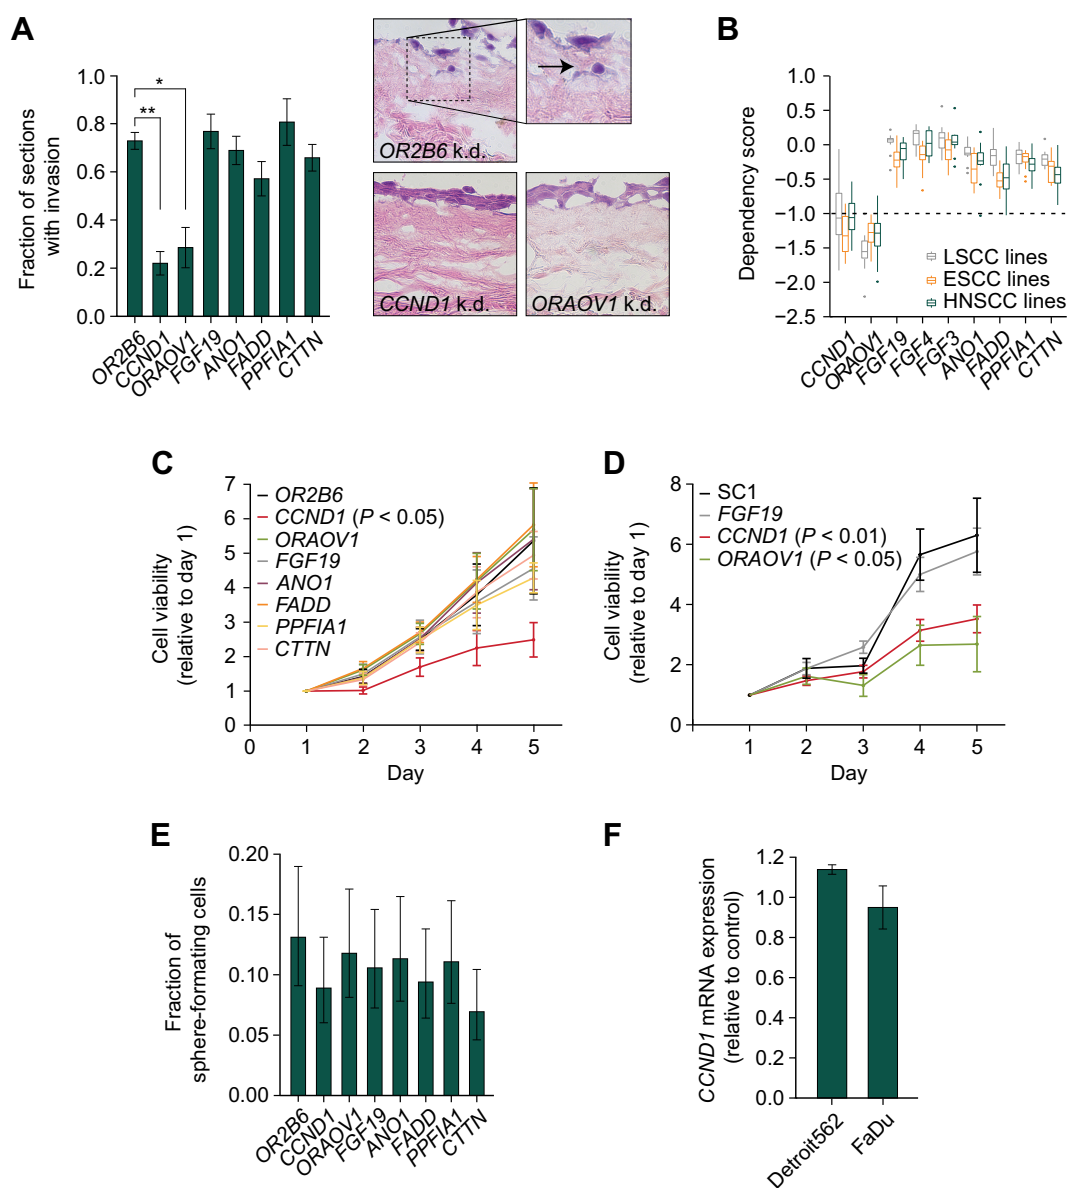 A
Fraction of sections
with invasion
1.0
0.8
0.6
0.4
0.2
0.0
*
**
OR2B6
CCND1
ORAOV1
FGF19
ANO1
FADD
PPFIA1
CTTN
OR2B6 k.d.
CCND1 k.d.
ORAOV1 k.d.
B
Dependency score
1.0
0.5
0.0
−0.5
−1.0
−1.5
−2.0
−2.5
LSCC lines
ESCC lines
HNSCC lines
CCND1
ORAOV1
FGF19
FGF4
FGF3
ANO1
FADD
PPFIA1
CTTN
C
Cell viability
(relative to day 1)
7
6
5
4
3
2
1
0
OR2B6
CCND1 (P < 0.05)
ORAOV1
FGF19
ANO1
FADD
PPFIA1
CTTN
0
1
2
3
4
5
Day
D
Cell viability
(relative to day 1)
8
6
4
2
0
SC1
FGF19
CCND1 (P < 0.01)
ORAOV1 (P < 0.05)
1
2
3
4
5
Day
E
Fraction of
sphere-formating cells
0.20
0.15
0.10
0.05
0.00
OR2B6
CCND1
ORAOV1
FGF19
ANO1
FADD
PPFIA1
CTTN
F
CCND1 mRNA expression
(relative to control)
1.2
1.0
0.8
0.6
0.4
0.2
0.0
Detroit562
FaDu